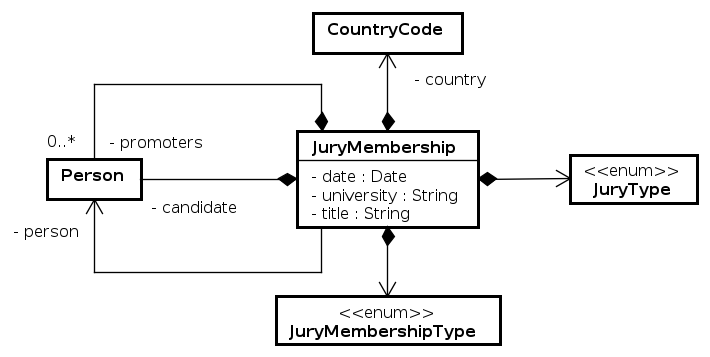 CountryCode
- country
0..*
- promoters
JuryMembership
Person
<<enum>>
JuryType
- date : Date
- university : String
- title : String
- candidate
- person
<<enum>>
JuryMembershipType